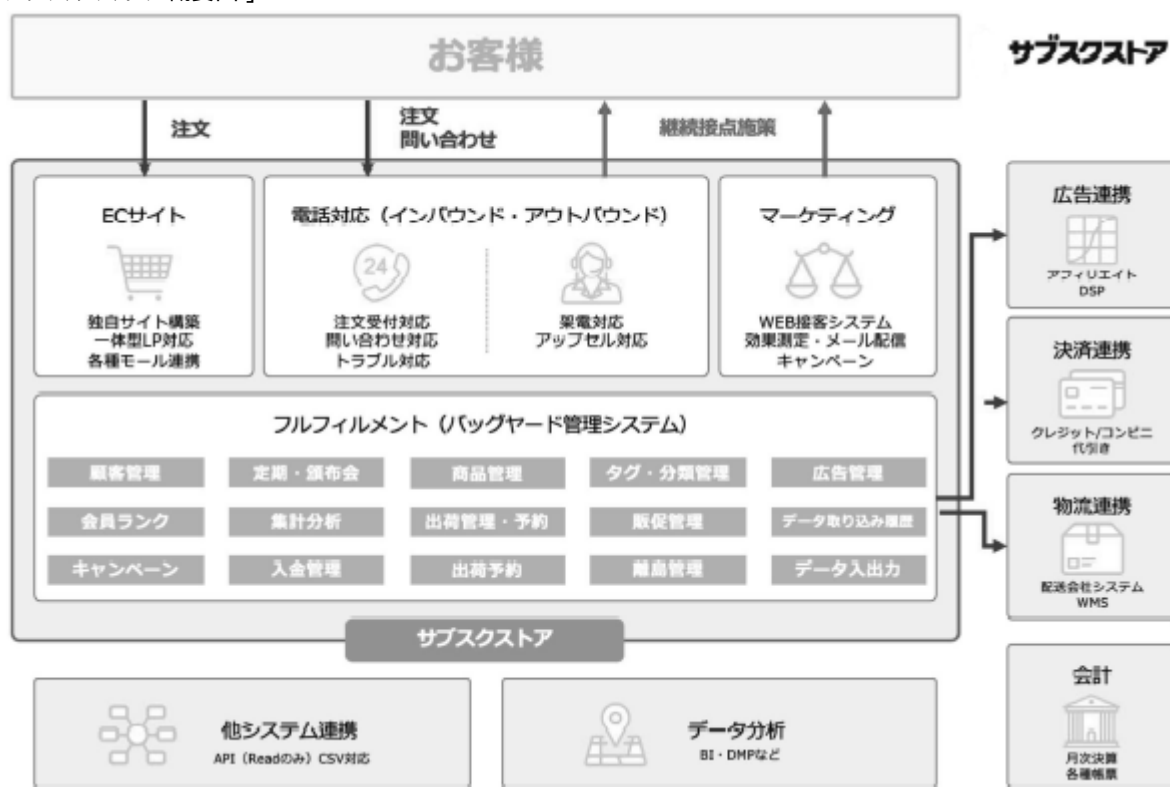 お客様
サブスクストア
注文
注文
問い合わせ
継続接点施策
ECサイト
独自サイト構築
一体型LP対応
各種モール連携
電話対応（インバウンド・アウトバウンド）
24
注文受付対応
問い合わせ対応
トラブル対応
架電対応
アップセル対応
マーケティング
WEB接客システム
効果測定・メール配信
キャンペーン
広告連携
アフィリエイト
DSP
決済連携
クレジット/コンビニ
代引き
物流連携
配送会社システム
WMS
会計
月次決算
各種帳票
フルフィルメント（バッグヤード管理システム）
顧客管理
定期・頒布会
商品管理
タグ・分類管理
広告管理
会員ランク
集計分析
出荷管理・予約
販促管理
データ取り込み履歴
キャンペーン
入金管理
出荷予約
離島管理
データ入出力
サブスクストア
他システム連携
API（Readのみ）CSV対応
データ分析
BI・DMPなど